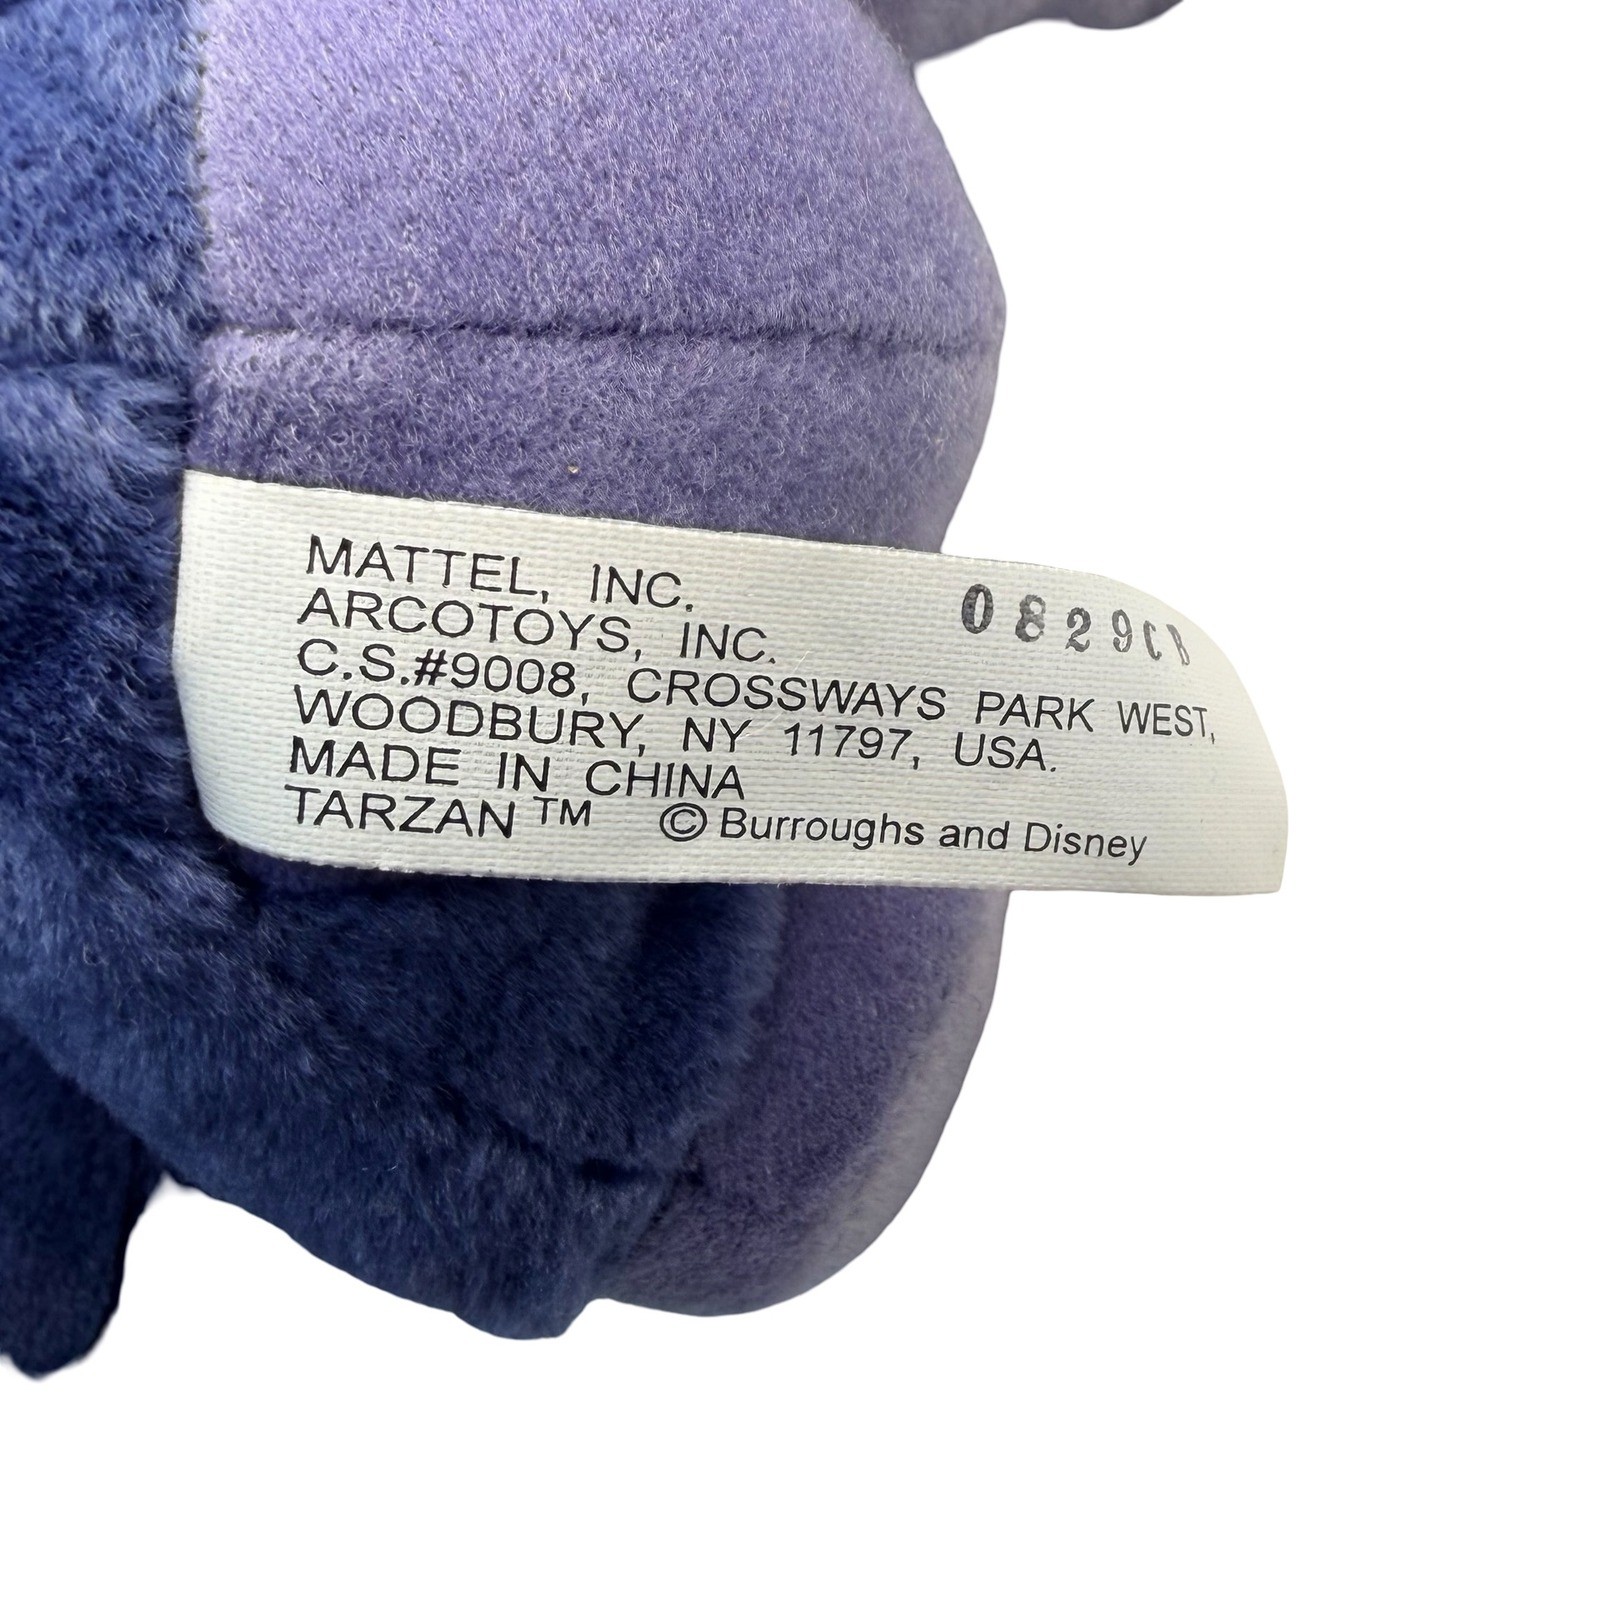 MATTEL, INC.
ARCOTOYS, INC. 0829CB
C.S.#9008, CROSSWAYS PARK WEST,
WOODBURY, NY 11797, USA.
MADE IN CHINA
TARZAN™ ©Burroughs and Disney